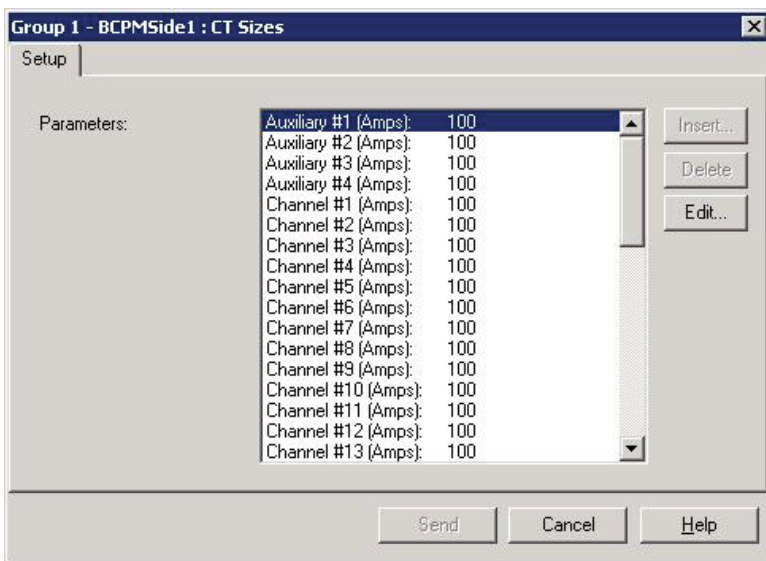 Group 1 - BCPMSide1 : CT Sizes
Setup
Parameters:
Auxiliary #1 (Amps): 100
Auxiliary #2 (Amps): 100
Auxiliary #3 (Amps): 100
Auxiliary #4 (Amps): 100
Channel #1 (Amps): 100
Channel #2 (Amps): 100
Channel #3 (Amps): 100
Channel #4 (Amps): 100
Channel #5 (Amps): 100
Channel #6 (Amps): 100
Channel #7 (Amps): 100
Channel #8 (Amps): 100
Channel #9 (Amps): 100
Channel #10 (Amps): 100
Channel #11 (Amps): 100
Channel #12 (Amps): 100
Channel #13 (Amps): 100
Insert...
Delete
Edit...
Send Cancel Help